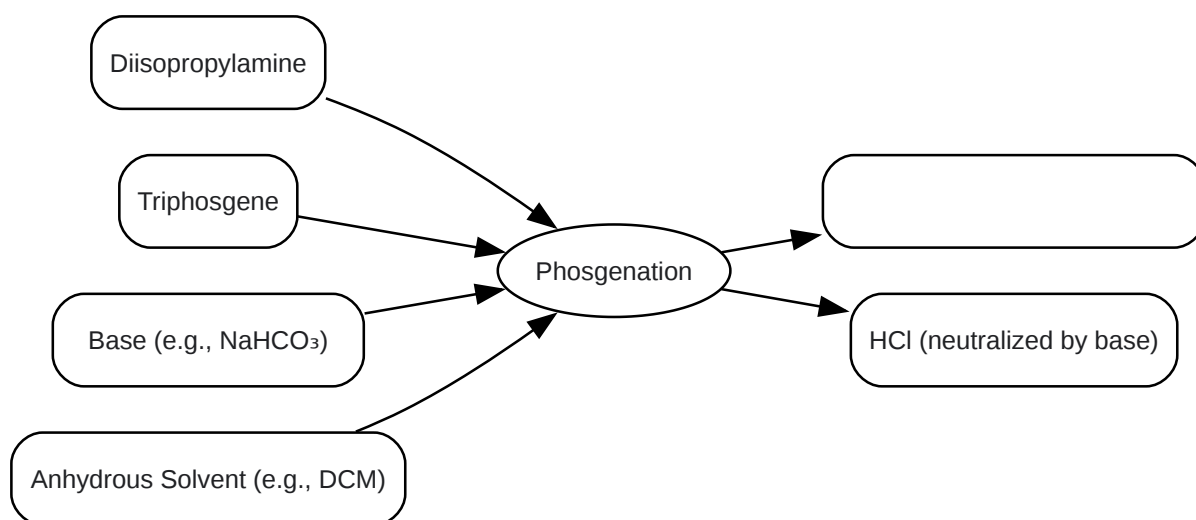 Diisopropylamine
Triphosgene
Phosgenation
Base (e.g., NaHCO₃)
HCl (neutralized by base)
Anhydrous Solvent (e.g., DCM)